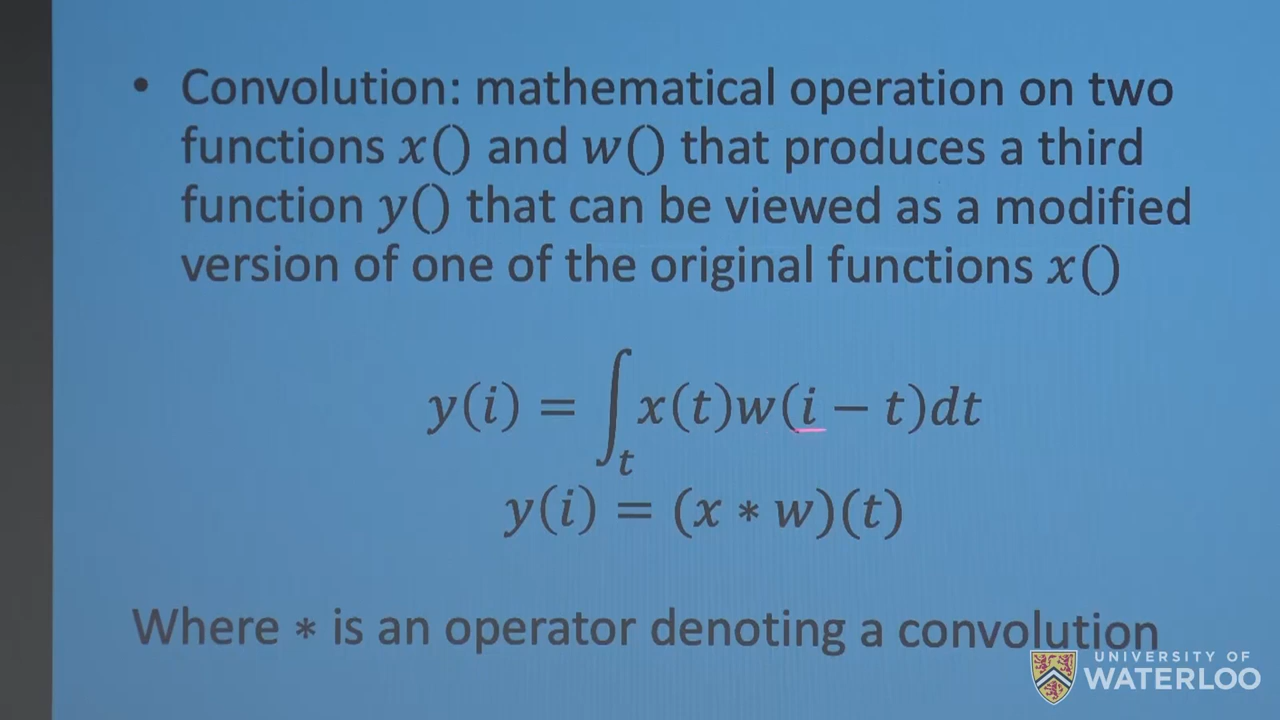 • Convolution: mathematical operation on two
functions x() and w() that produces a third
function y() that can be viewed as a modified
version of one of the original functions x()
y(i) = ∫_t x(t)w(i − t)dt
y(i) = (x * w)(t)
Where * is an operator denoting a convolution
UNIVERSITY OF
WATERLOO